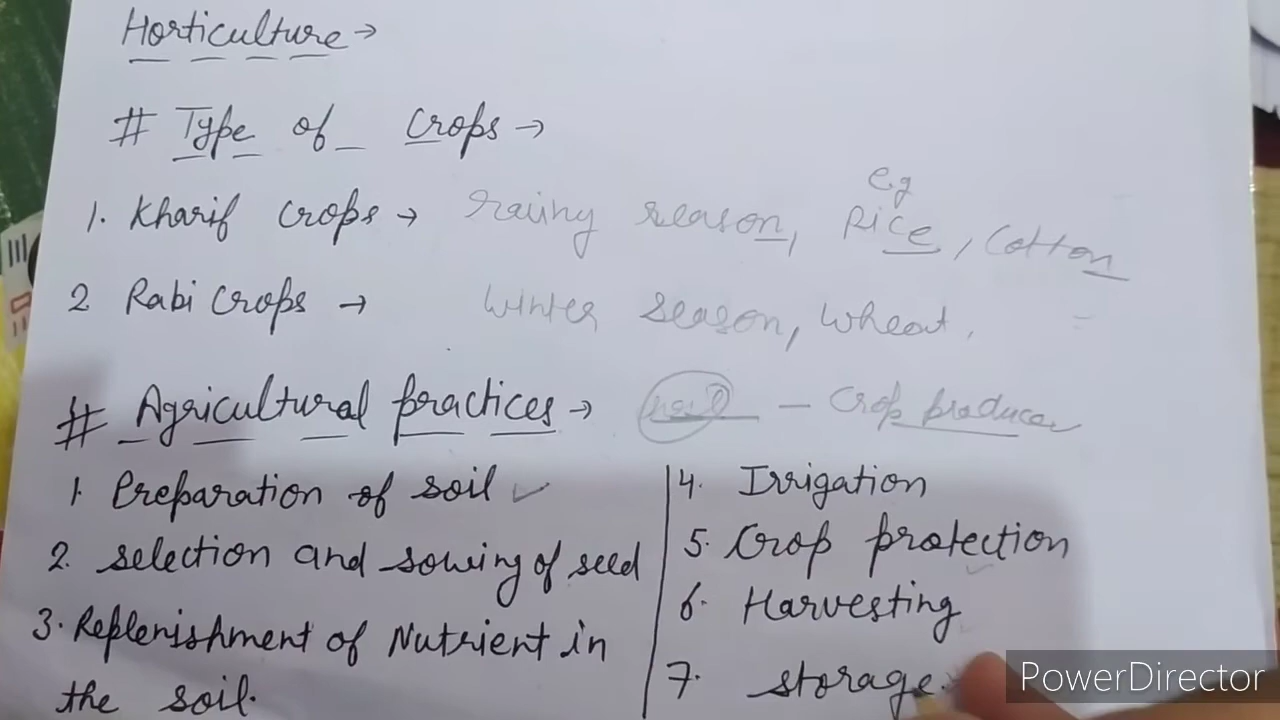 Horticulture →
# Type of Crops →
e.g
1. Kharif crops → rainy season, Rice, Cotton
2 Rabi crops → winter season, wheat.
# Agricultural practices → - Crop producer
1. Preparation of soil ✓
2. selection and sowing of seed
3. Replenishment of Nutrient in
the soil.
4. Irrigation
5. Crop protection
6. Harvesting
7. storage.
PowerDirector